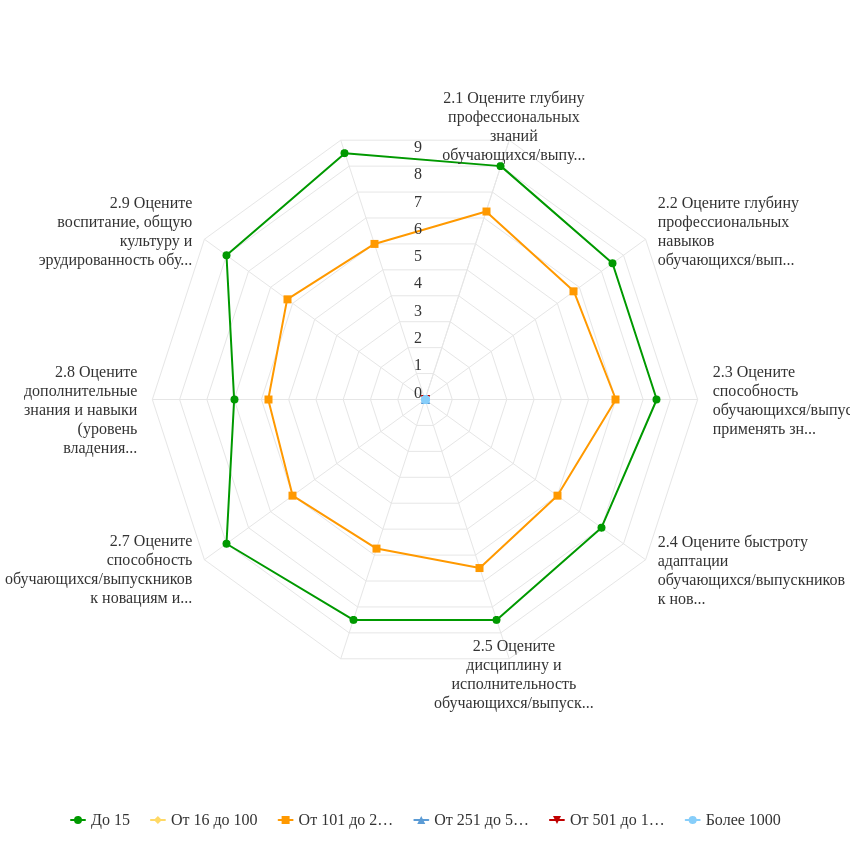 2.1 Оцените глубину
профессиональных
знаний
обучающихся/выпу...
2.2 Оцените глубину
профессиональных
навыков
обучающихся/вып...
2.3 Оцените
способность
обучающихся/выпус
применять зн...
2.4 Оцените быстроту
адаптации
обучающихся/выпускников
к нов...
2.5 Оцените
дисциплину и
исполнительность
обучающихся/выпуск...
2.7 Оцените
способность
обучающихся/выпускников
к новациям и...
2.8 Оцените
дополнительные
знания и навыки
(уровень
владения...
2.9 Оцените
воспитание, общую
культуру и
эрудированность обу...
9
8
7
6
5
4
3
2
1
0
До 15
От 16 до 100
От 101 до 2…
От 251 до 5…
От 501 до 1…
Более 1000